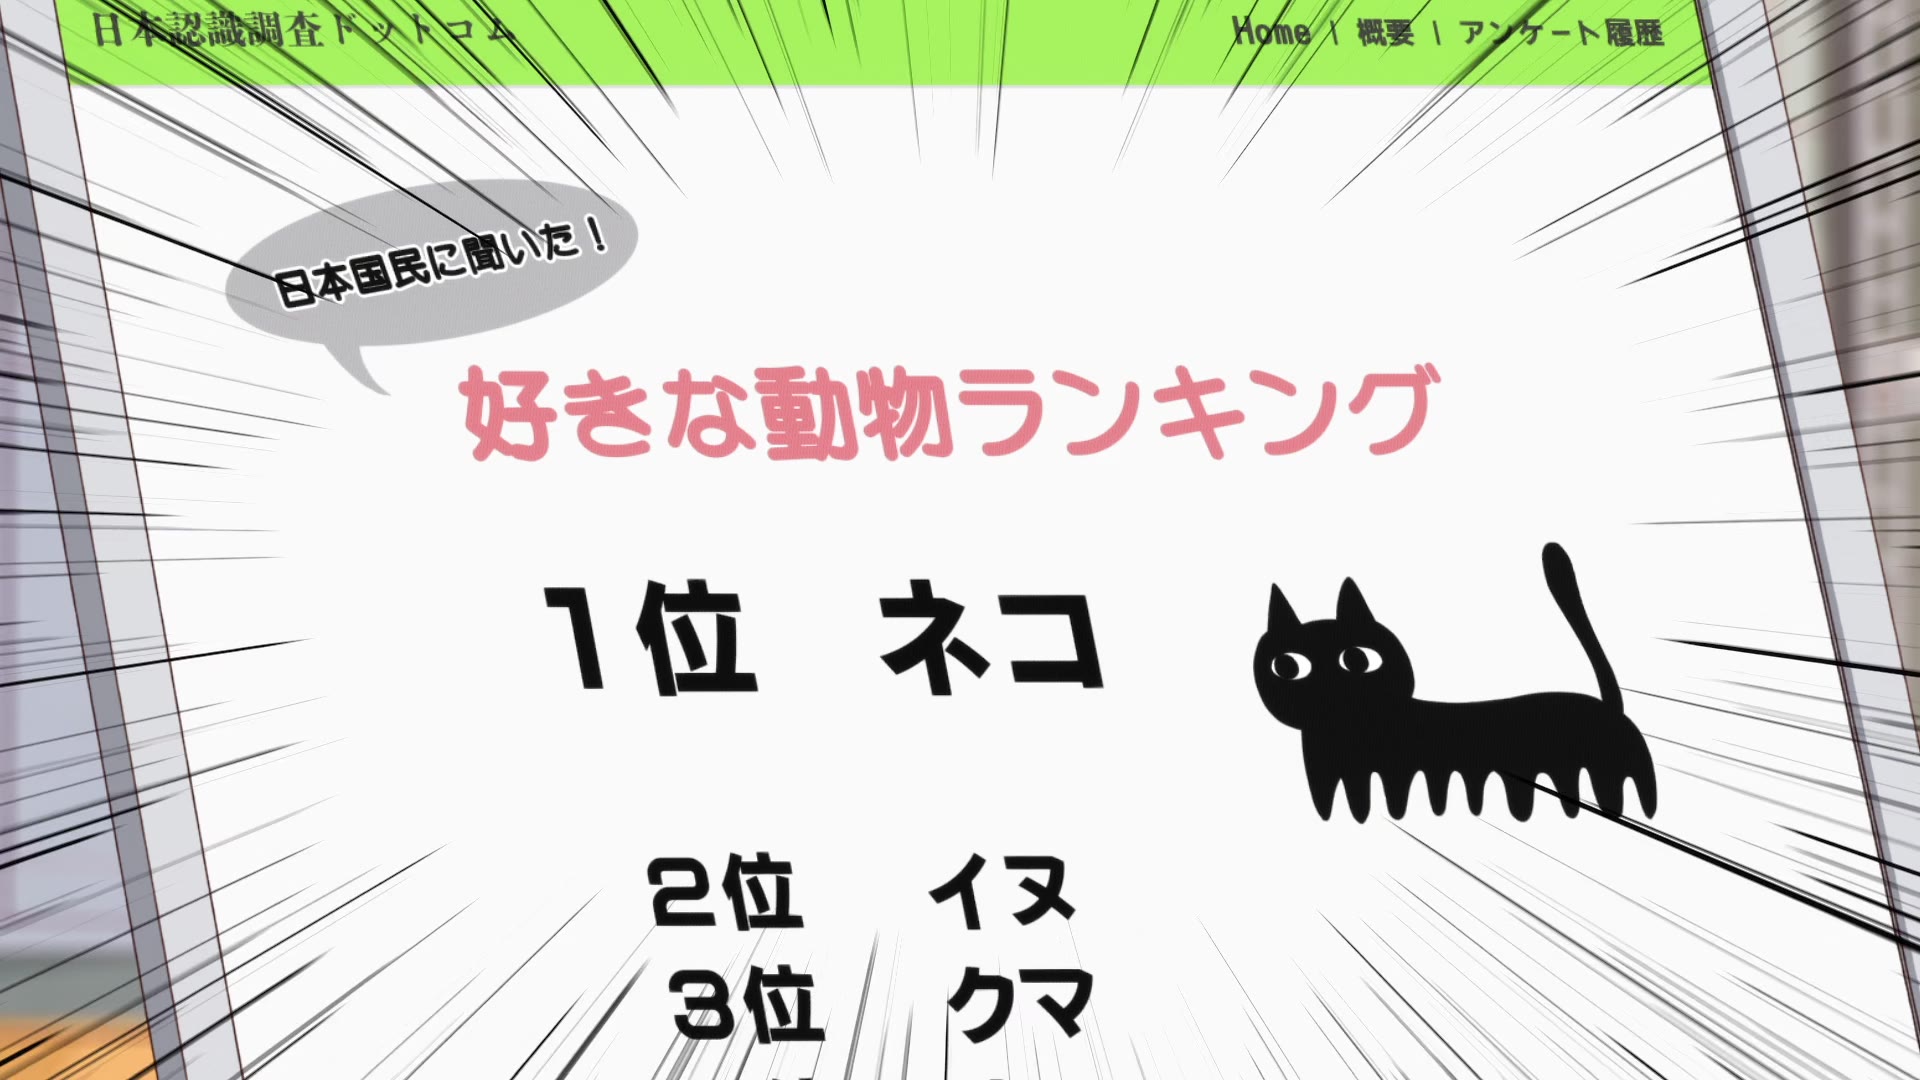 日本認識調査ドットコム
Home | 概要 | アンケート履歴
日本国民に聞いた！
好きな動物ランキング
1位 ネコ
2位 イヌ
3位 クマ